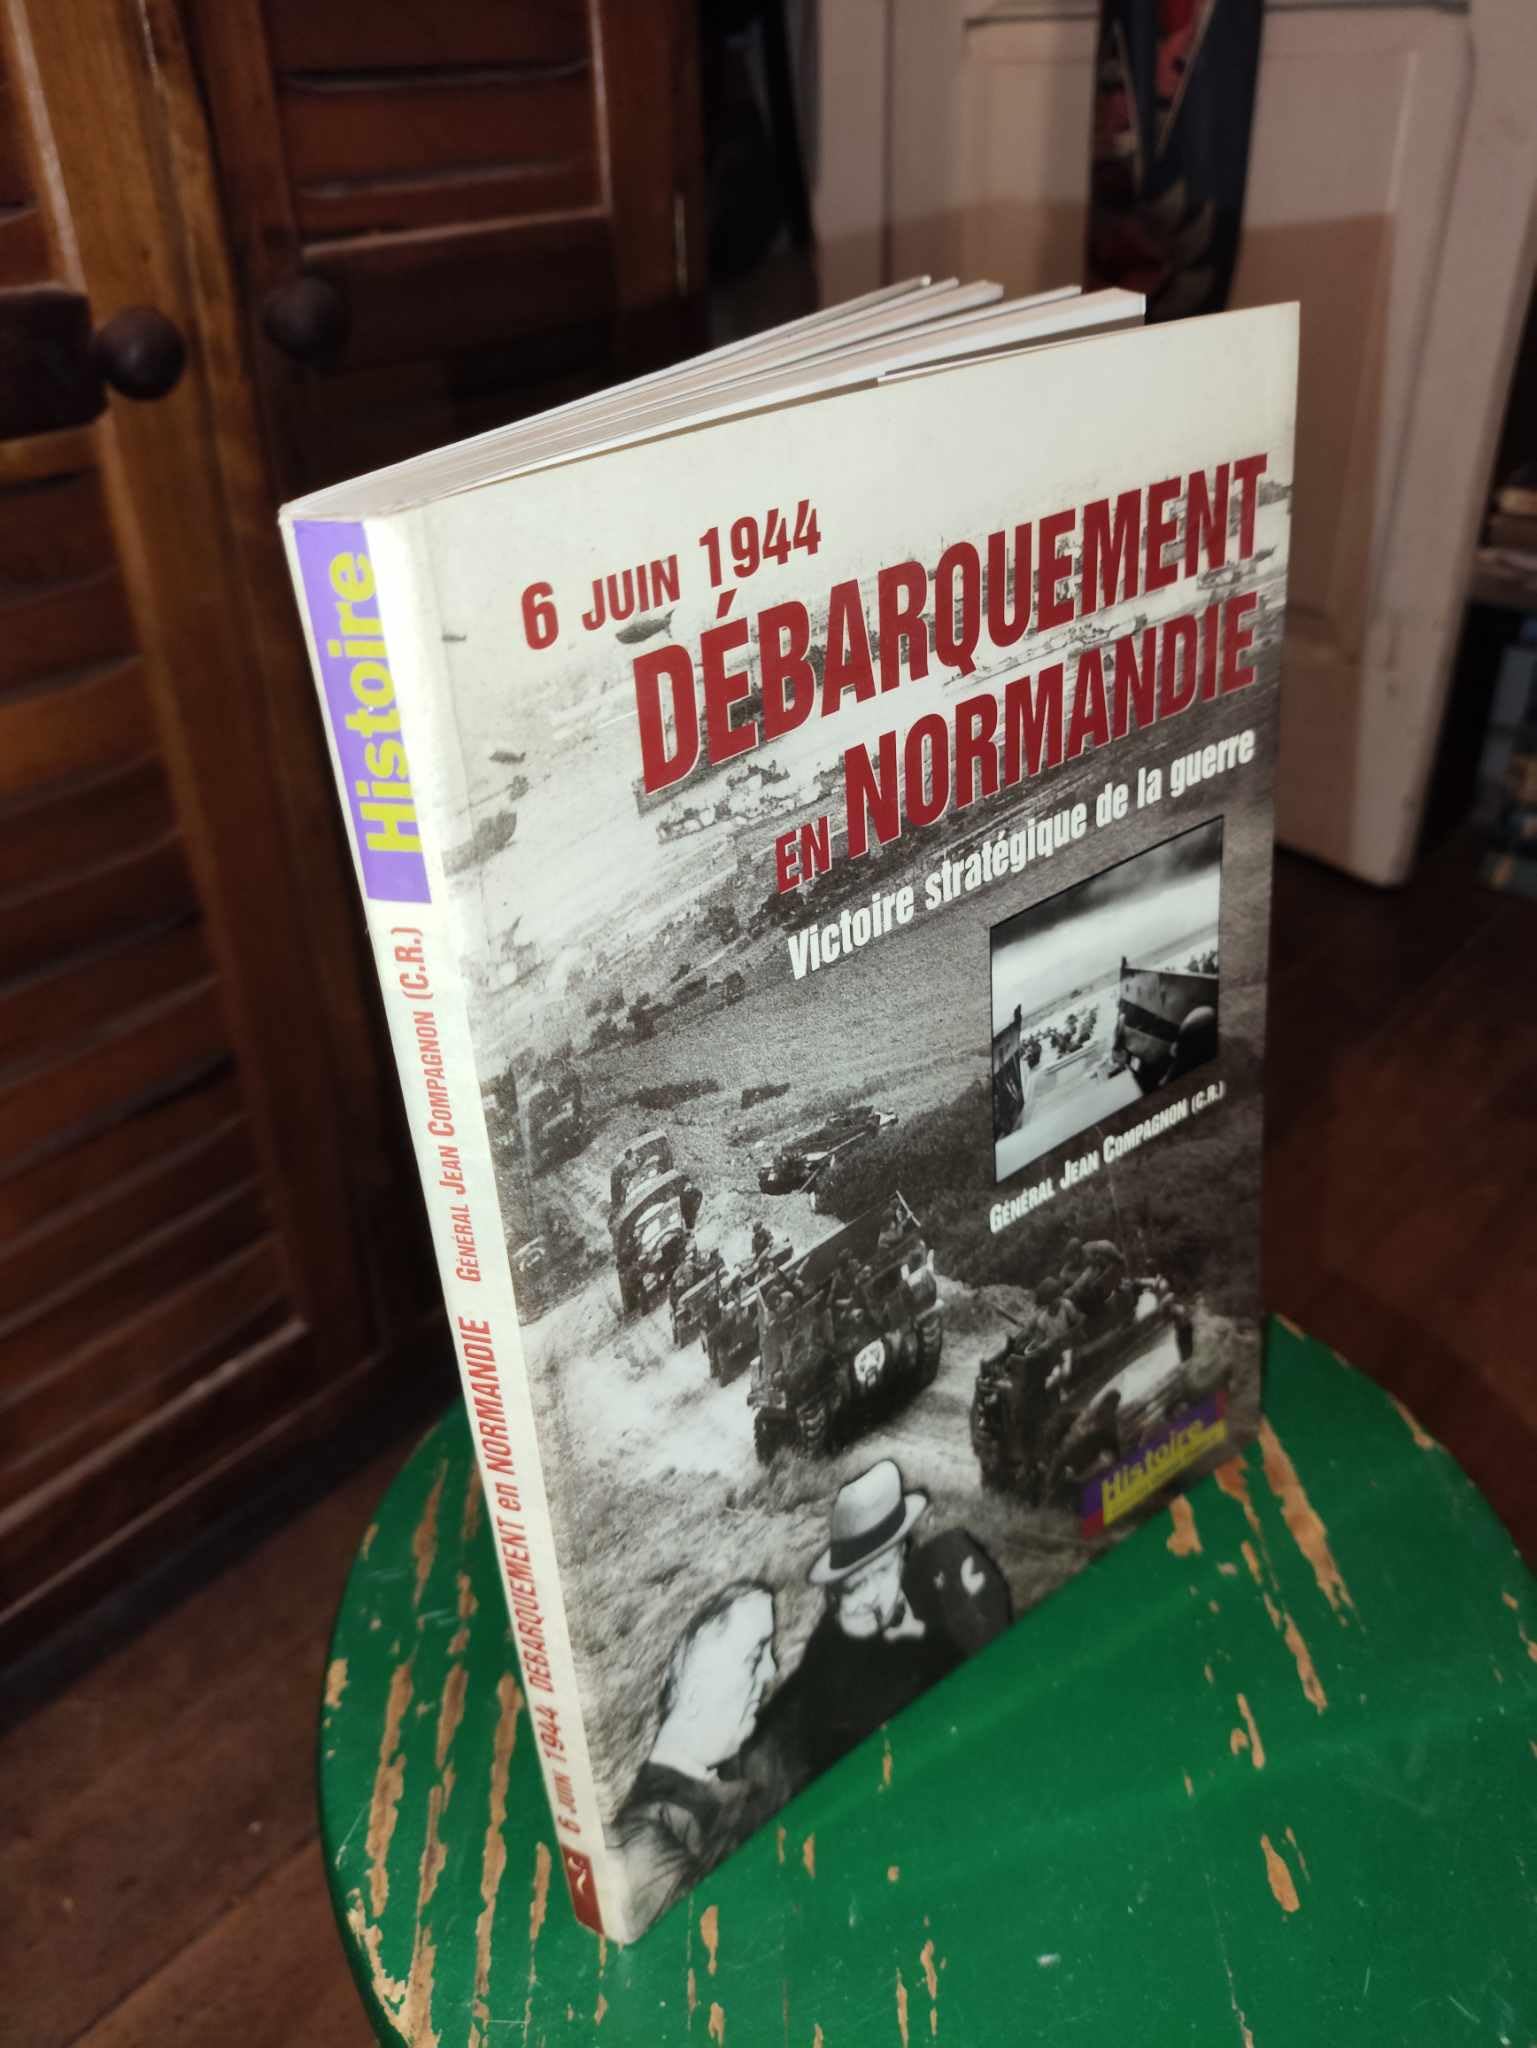 6 JUIN 1944
DÉBARQUEMENT
EN NORMANDIE
Victoire stratégique de la guerre
GÉNÉRAL JEAN COMPAGNON (C.R.)
Histoire
Histoire
6 JUIN 1944 DÉBARQUEMENT en NORMANDIE GÉNÉRAL JEAN COMPAGNON (C.R.)